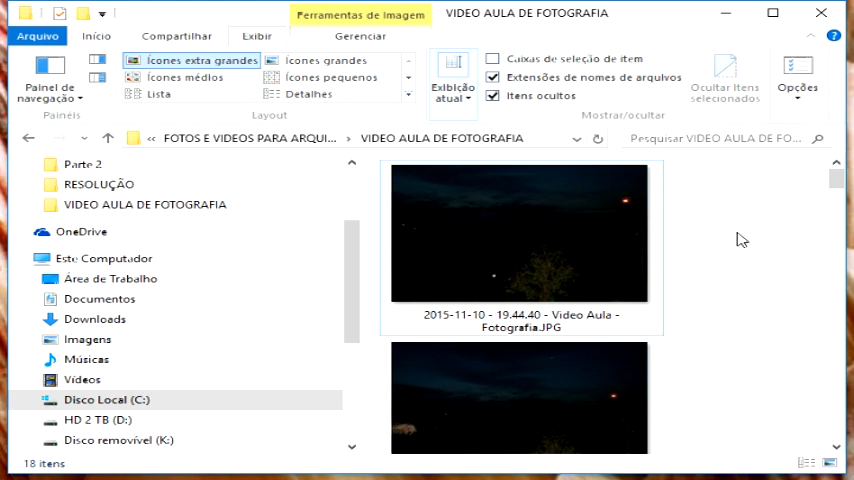 Ferramentas de Imagem
VIDEO AULA DE FOTOGRAFIA
Arquivo
Início
Compartilhar
Exibir
Gerenciar
Painel de navegação
Painéis
Ícones extra grandes
Ícones grandes
Ícones médios
Ícones pequenos
Lista
Detalhes
Layout
Exibição atual
Caixas de seleção de item
Extensões de nomes de arquivos
Itens ocultos
Ocultar itens selecionados
Mostrar/ocultar
Opções
« FOTOS E VIDEOS PARA ARQUI... › VIDEO AULA DE FOTOGRAFIA
Pesquisar VIDEO AULA DE FO...
Parte 2
RESOLUÇÃO
VIDEO AULA DE FOTOGRAFIA
OneDrive
Este Computador
Área de Trabalho
Documentos
Downloads
Imagens
Músicas
Vídeos
Disco Local (C:)
HD 2 TB (D:)
Disco removível (K:)
2015-11-10 - 19.44.40 - Video Aula -
Fotografia.JPG
18 itens